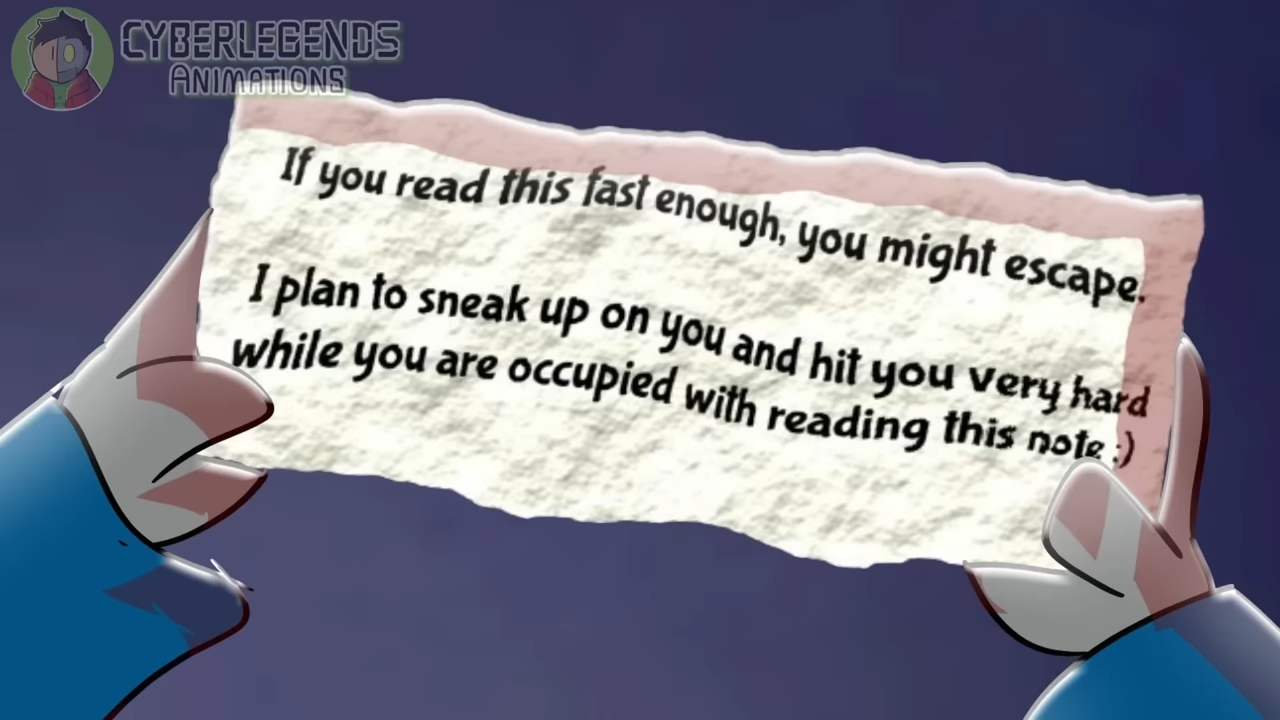 CYBERLEGENDS
ANIMATIONS
If you read this fast enough, you might escape.
I plan to sneak up on you and hit you very hard
while you are occupied with reading this note :)